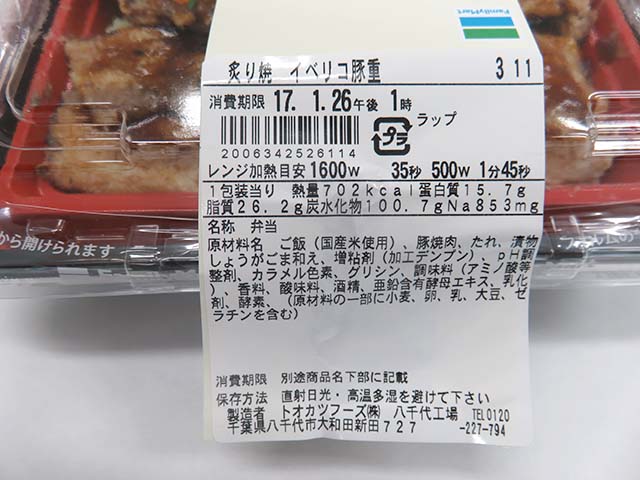 FamilyMart
炙り焼 イベリコ豚重 311
消費期限 17. 1.26午後 1時
プラ ラップ
2006342526114
レンジ加熱目安1600W 35秒 500W 1分45秒
1包装当り 熱量702kcal蛋白質15.7g
脂質26.2g炭水化物100.7gNa853mg
名称 弁当
原材料名 ご飯(国産米使用)、豚焼肉、たれ、漬物
しょうがごま和え、増粘剤(加工デンプン)、pH調
整剤、カラメル色素、グリシン、調味料(アミノ酸等
)、香料、酸味料、酒精、亜鉛含有酵母エキス、乳化
剤、酵素、(原材料の一部に小麦、卵、乳、大豆、ゼ
ラチンを含む)
消費期限 別途商品名下部に記載
保存方法 直射日光・高温多湿を避けて下さい
製造者 トオカツフーズ㈱ 八千代工場 TEL0120
千葉県八千代市大和田新田727 -227-794
から開けられます